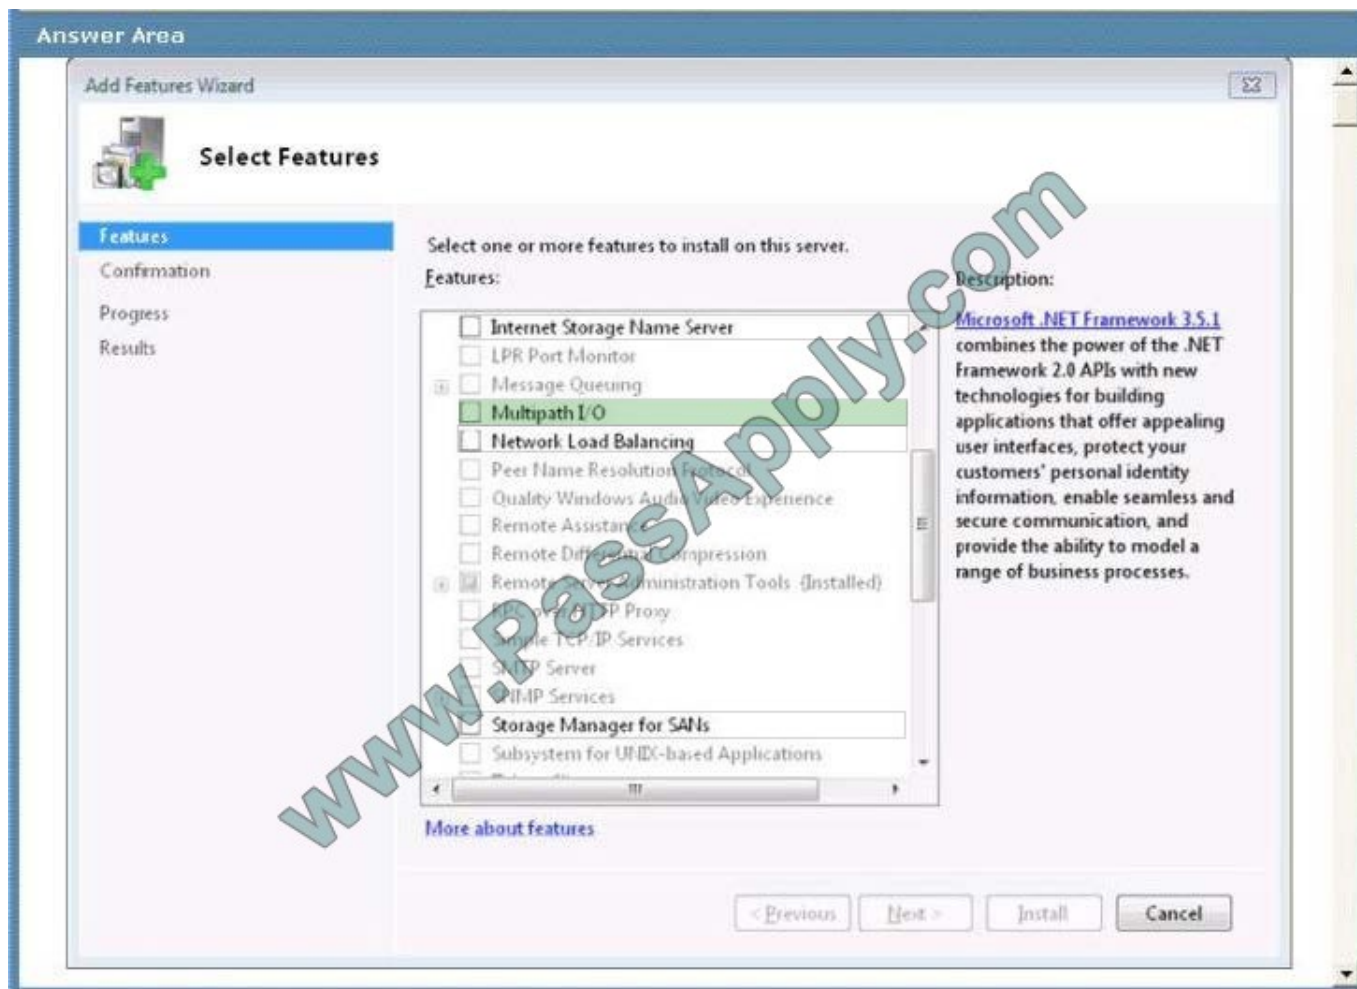 Answer Area
Add Features Wizard
Select Features
Features
Confirmation
Progress
Results
Select one or more features to install on this server.
Features:
Internet Storage Name Server
LPR Port Monitor
Message Queuing
Multipath I/O
Network Load Balancing
Peer Name Resolution Protocol
Quality Windows Audio Video Experience
Remote Assistance
Remote Differential Compression
Remote Server Administration Tools (Installed)
RPC over HTTP Proxy
Simple TCP/IP Services
SMTP Server
SNMP Services
Storage Manager for SANs
Subsystem for UNIX-based Applications
More about features
Description:
Microsoft .NET Framework 3.5.1
combines the power of the .NET
Framework 2.0 APIs with new
technologies for building
applications that offer appealing
user interfaces, protect your
customers' personal identity
information, enable seamless and
secure communication, and
provide the ability to model a
range of business processes.
< Previous
Next >
Install
Cancel
www.PassApply.com